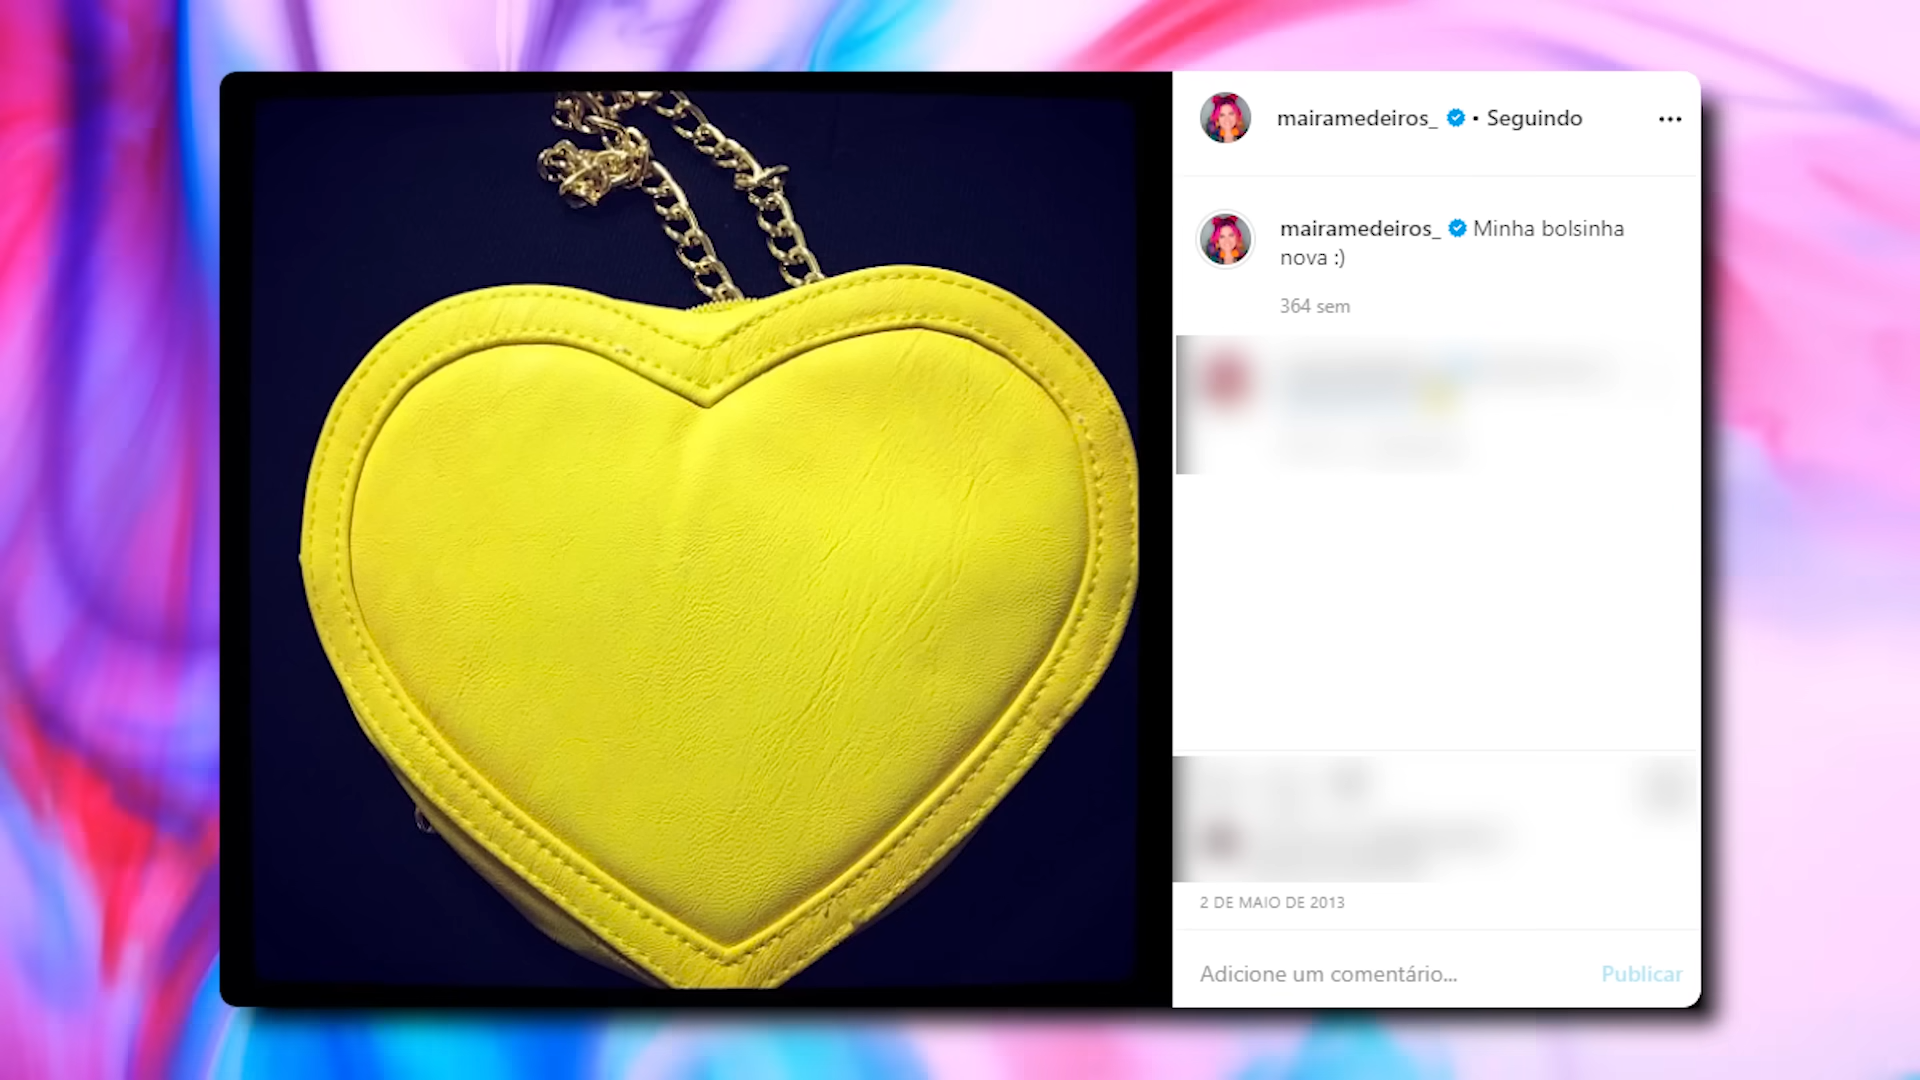 mairamedeiros_ • Seguindo
mairamedeiros_ Minha bolsinha
nova :)
364 sem
2 DE MAIO DE 2013
Adicione um comentário... Publicar